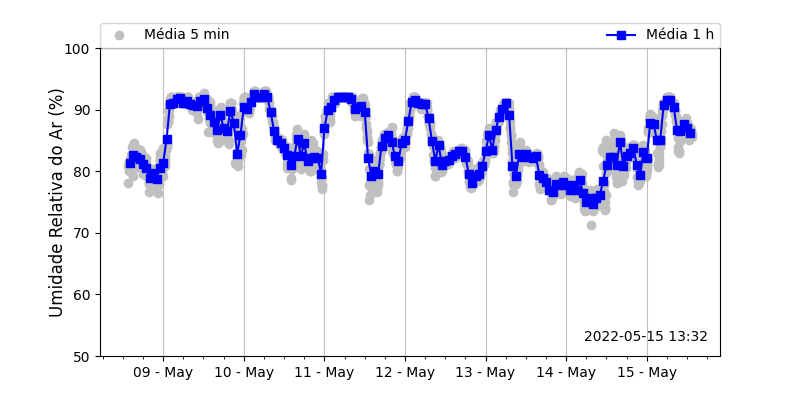 Média 5 min
Média 1 h
Umidade Relativa do Ar (%)
100
90
80
70
60
50
2022-05-15 13:32
09 - May
10 - May
11 - May
12 - May
13 - May
14 - May
15 - May